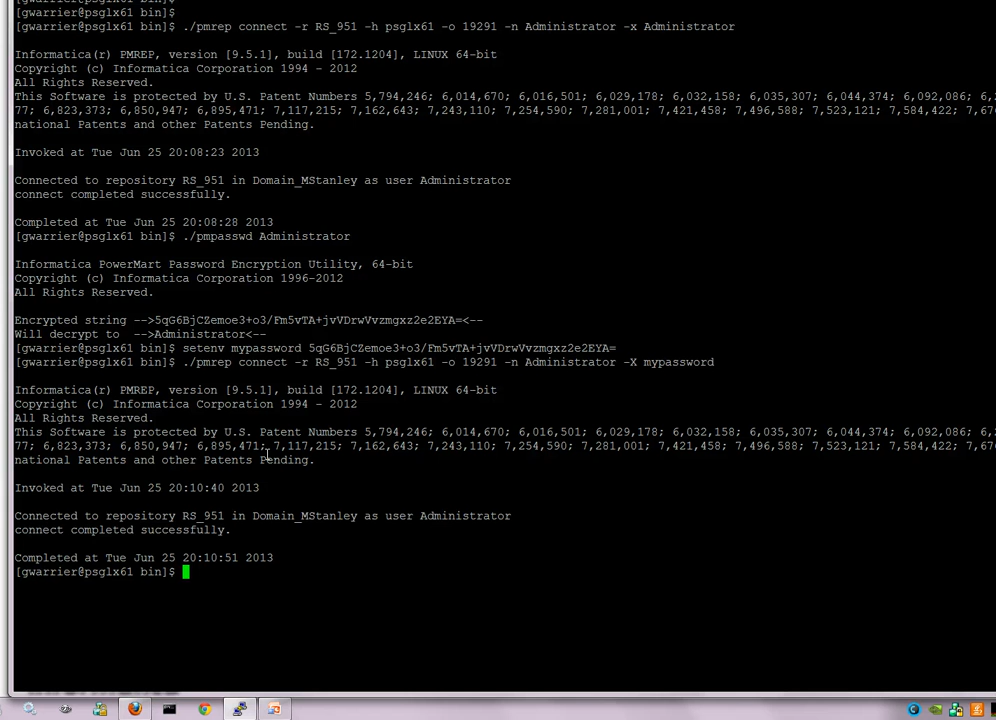 [gwarrier@psglx61 bin]$
[gwarrier@psglx61 bin]$ ./pmrep connect -r RS_951 -h psglx61 -o 19291 -n Administrator -x Administrator
Informatica(r) PMREP, version [9.5.1], build [172.1204], LINUX 64-bit
Copyright (c) Informatica Corporation 1994 - 2012
All Rights Reserved.
This Software is protected by U.S. Patent Numbers 5,794,246; 6,014,670; 6,016,501; 6,029,178; 6,032,158; 6,035,307; 6,044,374; 6,092,086; 6,
77; 6,823,373; 6,850,947; 6,895,471; 7,117,215; 7,162,643; 7,243,110; 7,254,590; 7,281,001; 7,421,458; 7,496,588; 7,523,121; 7,584,422; 7,67
national Patents and other Patents Pending.
Invoked at Tue Jun 25 20:08:23 2013
Connected to repository RS_951 in Domain_MStanley as user Administrator
connect completed successfully.
Completed at Tue Jun 25 20:08:28 2013
[gwarrier@psglx61 bin]$ ./pmpasswd Administrator
Informatica PowerMart Password Encryption Utility, 64-bit
Copyright (c) Informatica Corporation 1996-2012
All Rights Reserved.
Encrypted string -->5qG6BjCZemoe3+o3/Fm5vTA+jvVDrwVvzmgxz2e2EYA=<--
Will decrypt to -->Administrator<--
[gwarrier@psglx61 bin]$ setenv mypassword 5qG6BjCZemoe3+o3/Fm5vTA+jvVDrwVvzmgxz2e2EYA=
[gwarrier@psglx61 bin]$ ./pmrep connect -r RS_951 -h psglx61 -o 19291 -n Administrator -X mypassword
Informatica(r) PMREP, version [9.5.1], build [172.1204], LINUX 64-bit
Copyright (c) Informatica Corporation 1994 - 2012
All Rights Reserved.
This Software is protected by U.S. Patent Numbers 5,794,246; 6,014,670; 6,016,501; 6,029,178; 6,032,158; 6,035,307; 6,044,374; 6,092,086; 6,
77; 6,823,373; 6,850,947; 6,895,471; 7,117,215; 7,162,643; 7,243,110; 7,254,590; 7,281,001; 7,421,458; 7,496,588; 7,523,121; 7,584,422; 7,67
national Patents and other Patents Pending.
Invoked at Tue Jun 25 20:10:40 2013
Connected to repository RS_951 in Domain_MStanley as user Administrator
connect completed successfully.
Completed at Tue Jun 25 20:10:51 2013
[gwarrier@psglx61 bin]$